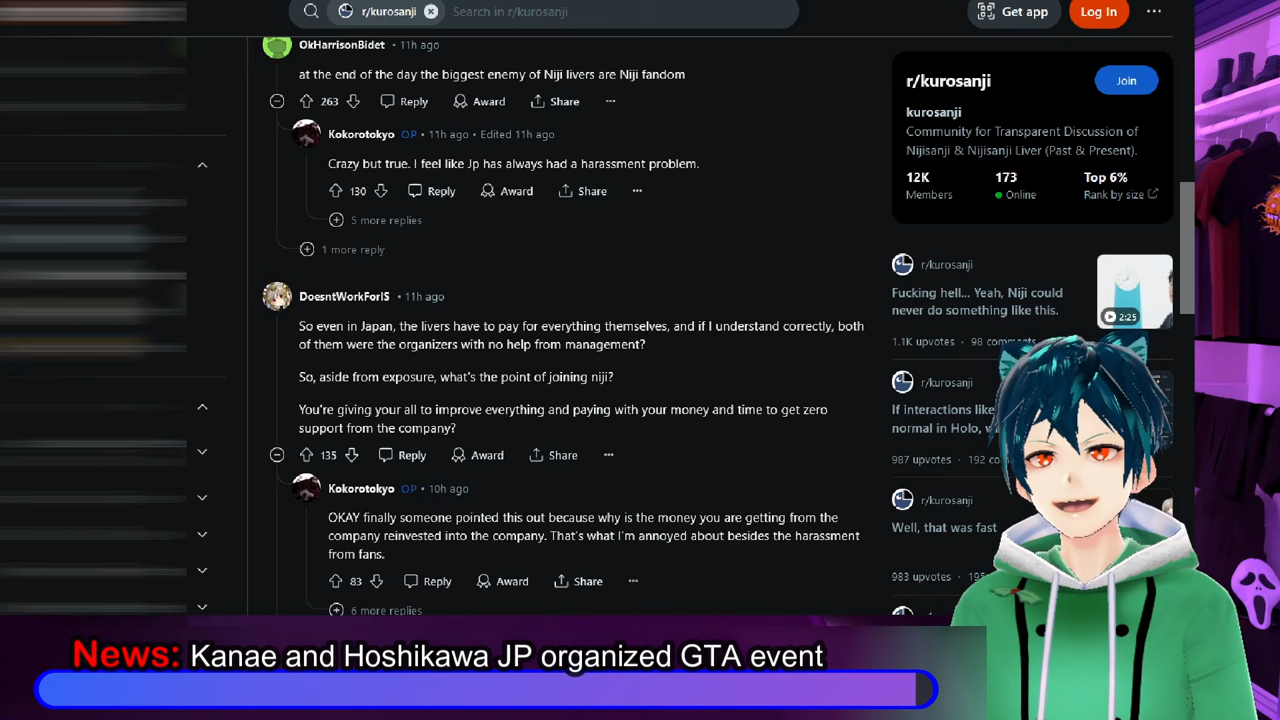 r/kurosanji
Search in r/kurosanji
Get app
Log In
OkHarrisonBidet • 11h ago
at the end of the day the biggest enemy of Niji livers are Niji fandom
263 Reply Award Share
Kokorotokyo OP • 11h ago • Edited 11h ago
Crazy but true. I feel like Jp has always had a harassment problem.
130 Reply Award Share
5 more replies
1 more reply
DoesntWorkForIS • 11h ago
So even in Japan, the livers have to pay for everything themselves, and if I understand correctly, both
of them were the organizers with no help from management?
So, aside from exposure, what's the point of joining niji?
You're giving your all to improve everything and paying with your money and time to get zero
support from the company?
135 Reply Award Share
Kokorotokyo OP • 10h ago
OKAY finally someone pointed this out because why is the money you are getting from the
company reinvested into the company. That's what I'm annoyed about besides the harassment
from fans.
83 Reply Award Share
6 more replies
r/kurosanji
Join
kurosanji
Community for Transparent Discussion of
Nijisanji & Nijisanji Liver (Past & Present).
12K 173 Top 6%
Members Online Rank by size
r/kurosanji
Fucking hell... Yeah, Niji could
never do something like this.
2:25
1.1K upvotes • 98 comments
r/kurosanji
If interactions like
normal in Holo,
987 upvotes • 192
r/kurosanji
Well, that was fast
983 upvotes •
News: Kanae and Hoshikawa JP organized GTA event